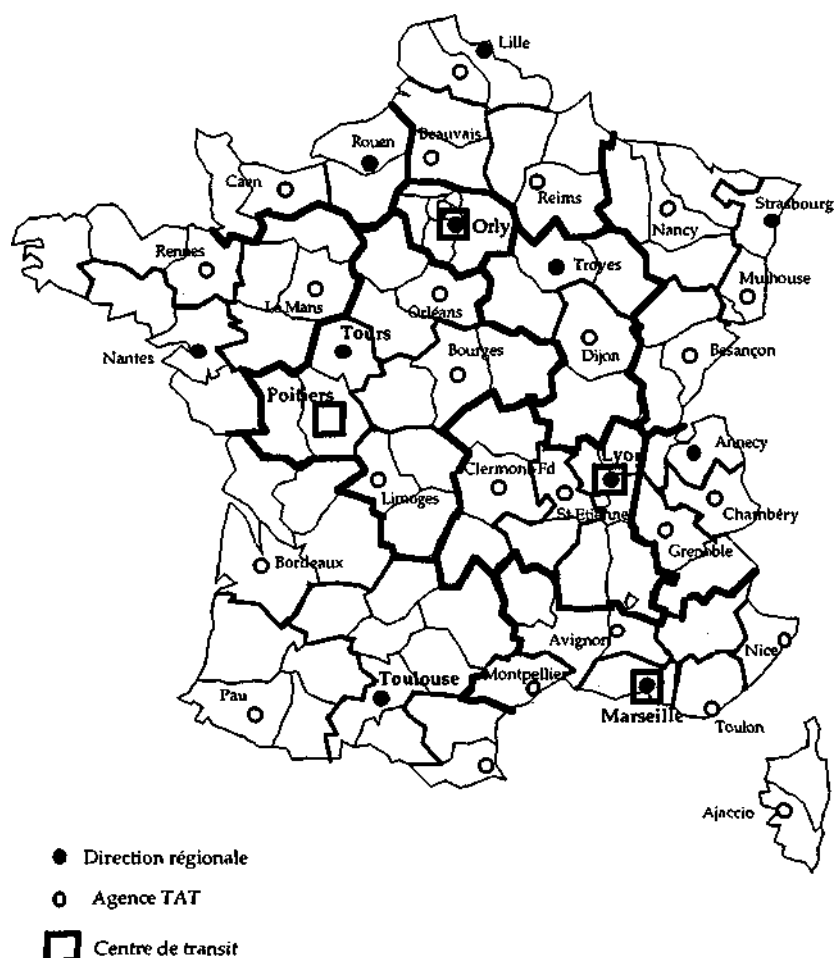 Lille
Beauvais
Rouen
Caen
Reims
Strasbourg
Nancy
Orly
Rennes
Troyes
Mulhouse
Le Mans
Orléans
Tours
Nantes
Bourges
Dijon
Besançon
Poitiers
Annecy
Lyon
Clermont-Fd
Limoges
St Etienne
Chambéry
Grenoble
Bordeaux
Avignon
Nice
Montpellier
Toulouse
Pau
Marseille
Toulon
Ajaccio
Direction régionale
Agence TAT
Centre de transit